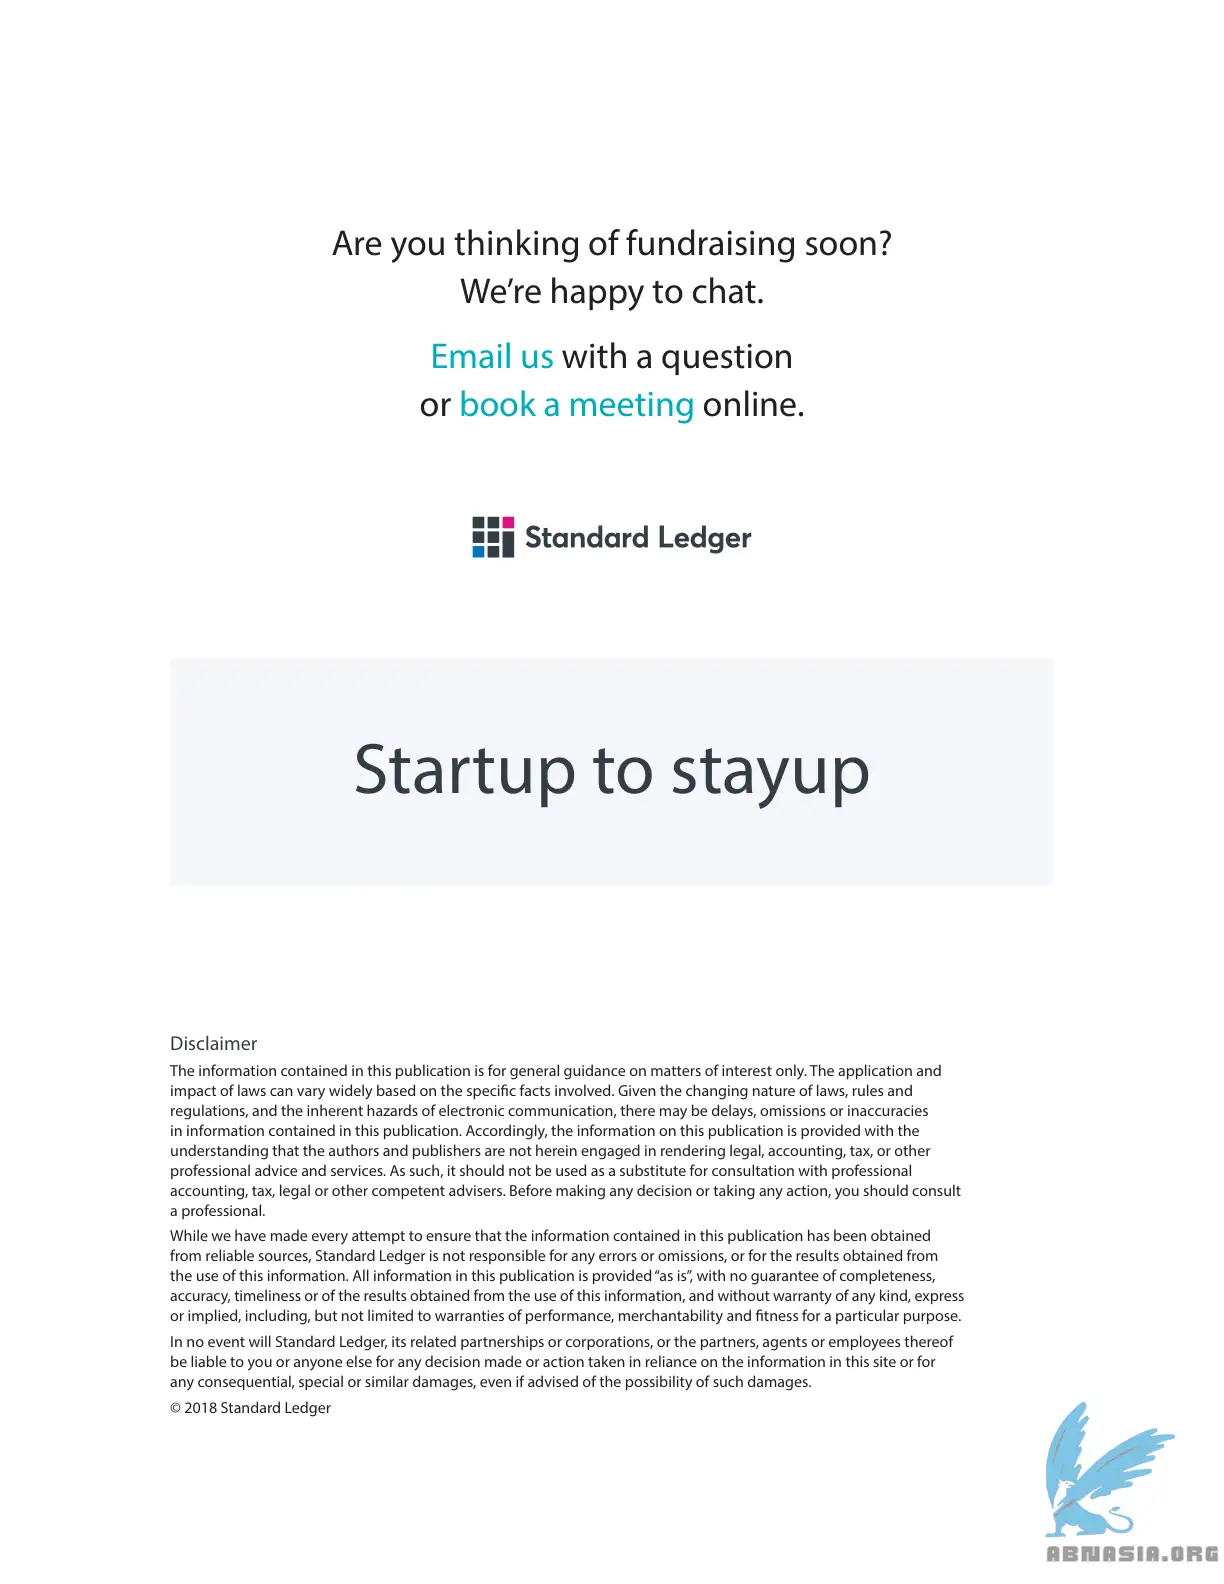 Are you thinking of fundraising soon?
We’re happy to chat.
Email us with a question
or book a meeting online.
Standard Ledger
Startup to stayup
Disclaimer
The information contained in this publication is for general guidance on matters of interest only. The application and
impact of laws can vary widely based on the specific facts involved. Given the changing nature of laws, rules and
regulations, and the inherent hazards of electronic communication, there may be delays, omissions or inaccuracies
in information contained in this publication. Accordingly, the information on this publication is provided with the
understanding that the authors and publishers are not herein engaged in rendering legal, accounting, tax, or other
professional advice and services. As such, it should not be used as a substitute for consultation with professional
accounting, tax, legal or other competent advisers. Before making any decision or taking any action, you should consult
a professional.
While we have made every attempt to ensure that the information contained in this publication has been obtained
from reliable sources, Standard Ledger is not responsible for any errors or omissions, or for the results obtained from
the use of this information. All information in this publication is provided “as is”, with no guarantee of completeness,
accuracy, timeliness or of the results obtained from the use of this information, and without warranty of any kind, express
or implied, including, but not limited to warranties of performance, merchantability and fitness for a particular purpose.
In no event will Standard Ledger, its related partnerships or corporations, or the partners, agents or employees thereof
be liable to you or anyone else for any decision made or action taken in reliance on the information in this site or for
any consequential, special or similar damages, even if advised of the possibility of such damages.
© 2018 Standard Ledger
ABNASIA.ORG